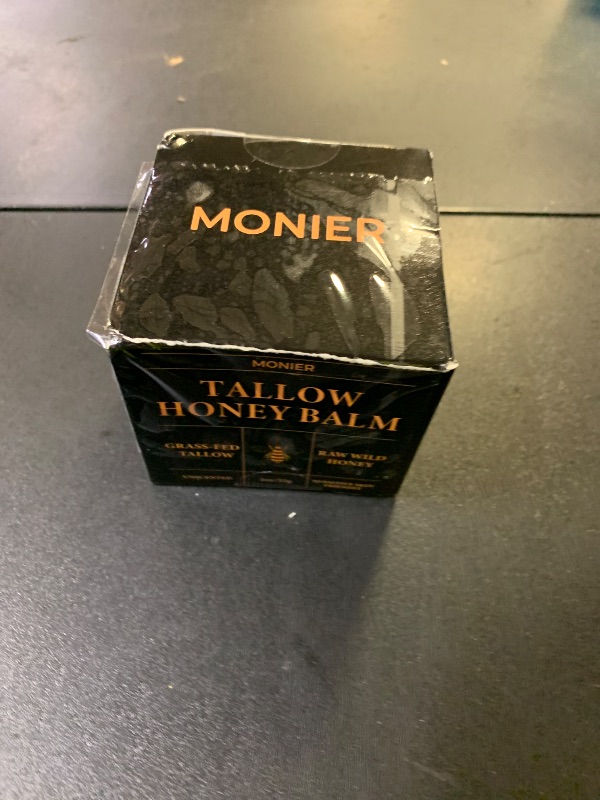 MONIER
MONIER
TALLOW
HONEY BALM
GRASS-FED
TALLOW
RAW WILD
HONEY